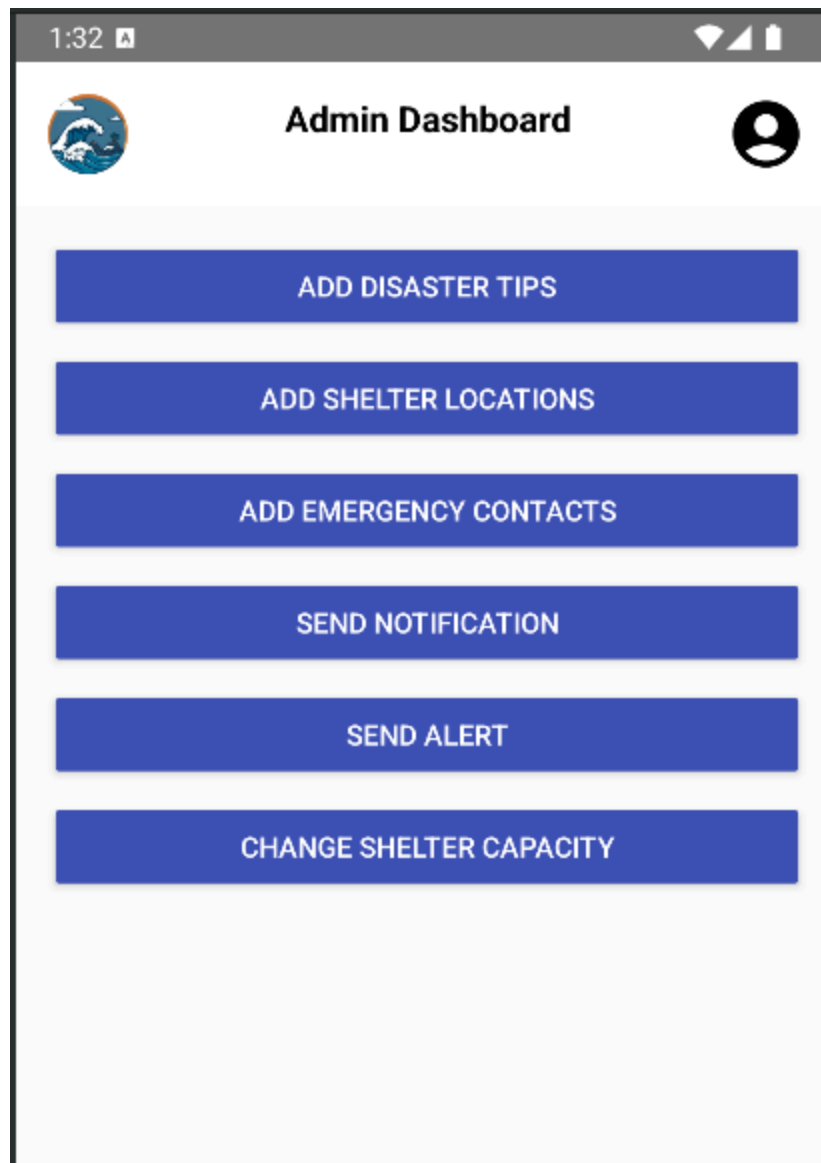 1:32 A
Admin Dashboard
ADD DISASTER TIPS
ADD SHELTER LOCATIONS
ADD EMERGENCY CONTACTS
SEND NOTIFICATION
SEND ALERT
CHANGE SHELTER CAPACITY